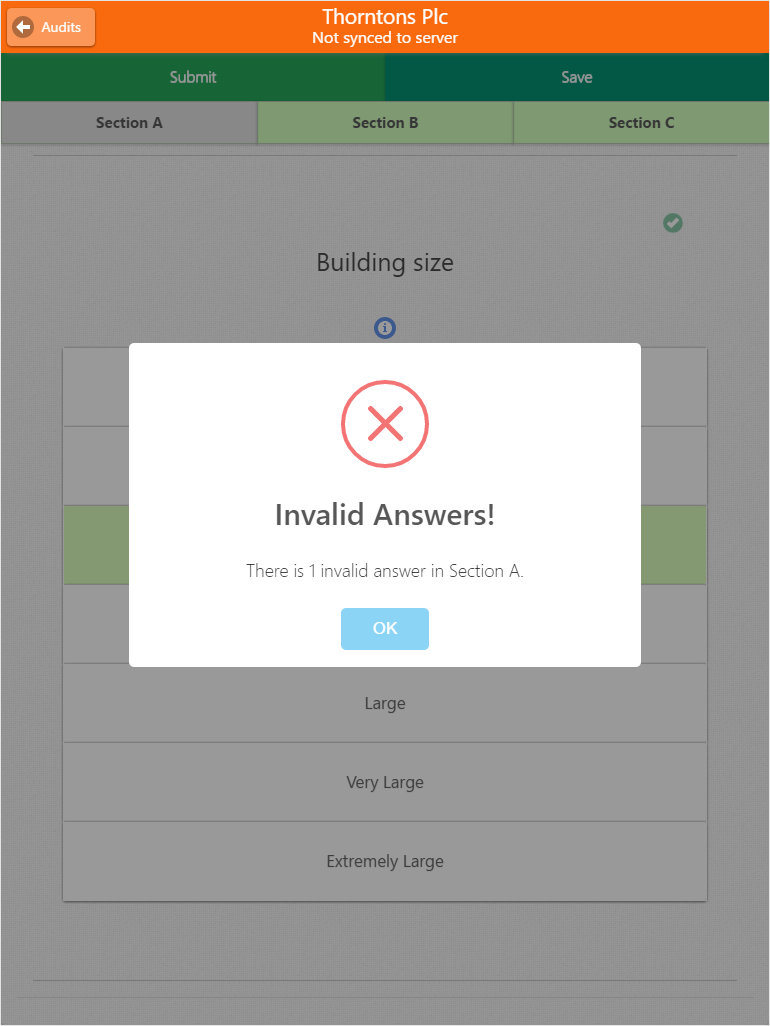 Audits
Thorntons Plc
Not synced to server
Submit
Save
Section A
Section B
Section C
Building size
Invalid Answers!
There is 1 invalid answer in Section A.
OK
Large
Very Large
Extremely Large